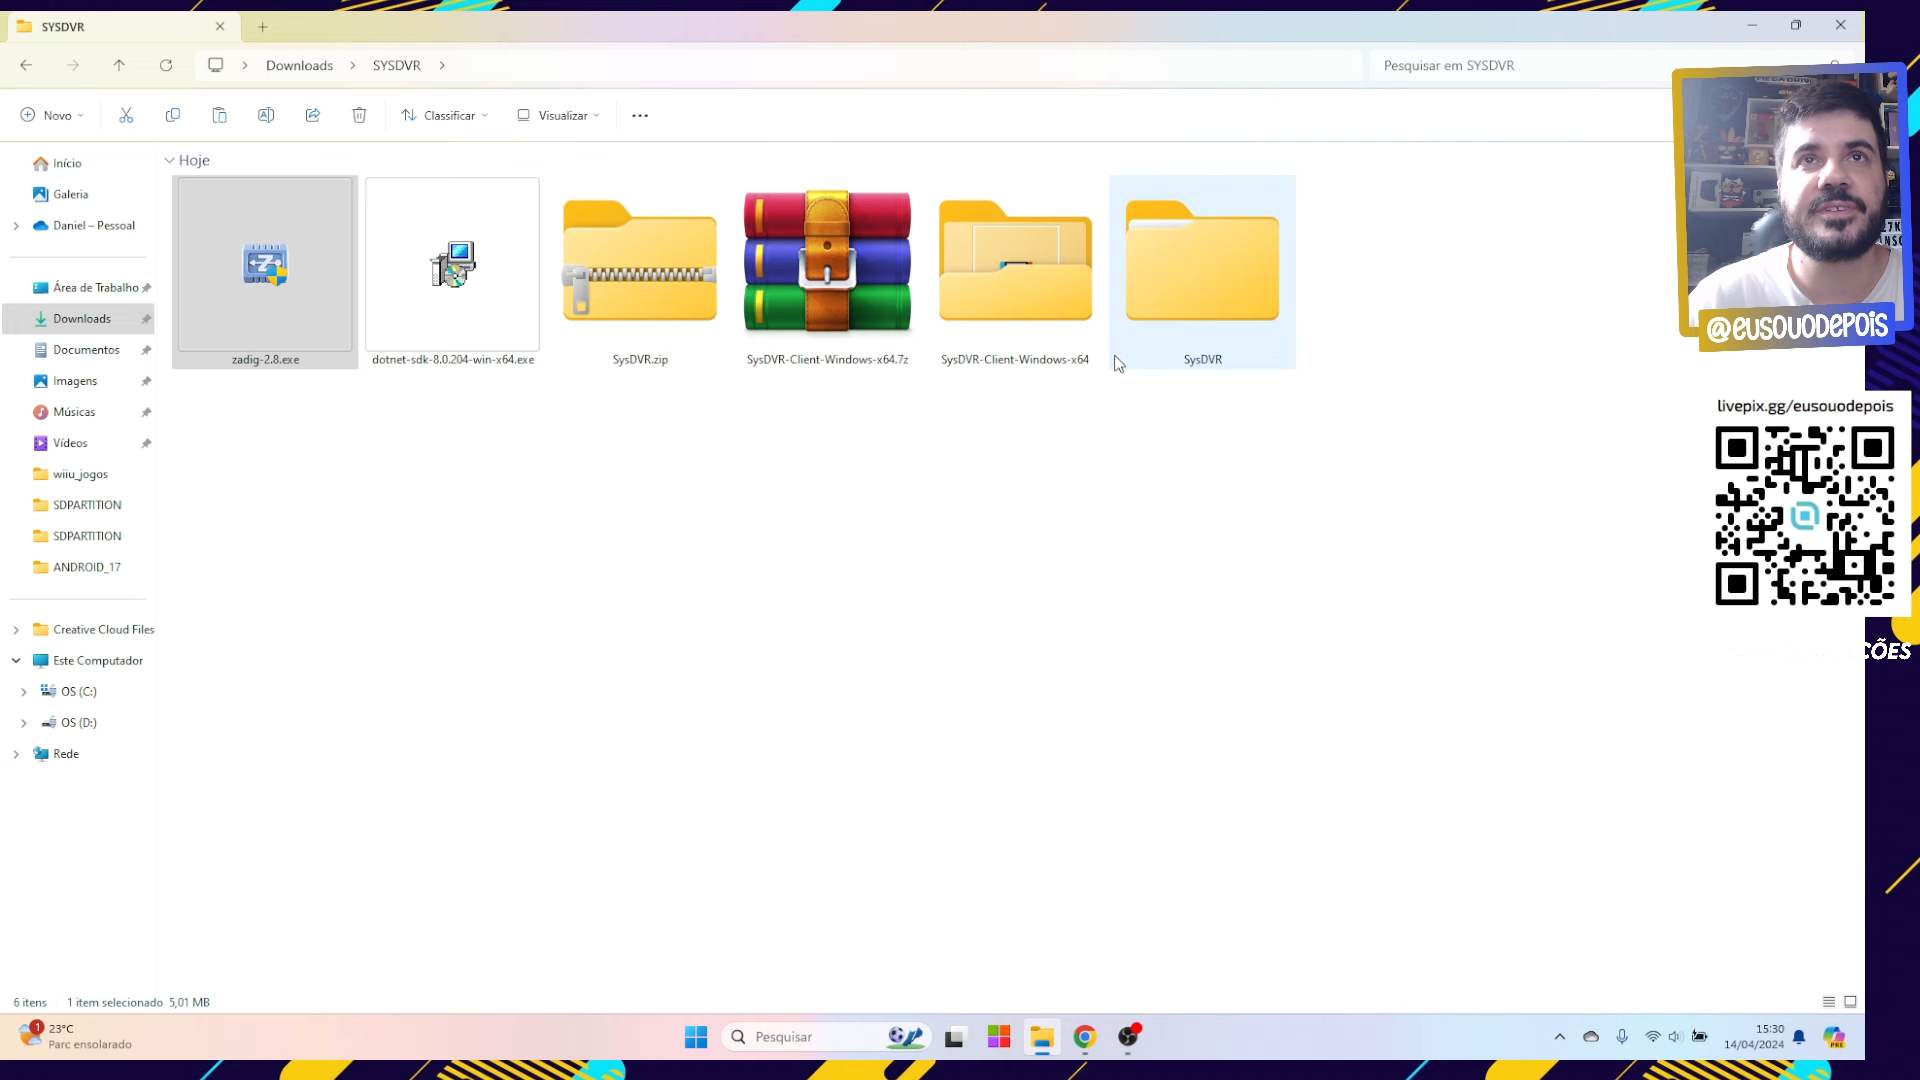 SYSDVR
Downloads
SYSDVR
Pesquisar em SYSDVR
Novo
Classificar
Visualizar
Início
Galeria
Daniel – Pessoal
Área de Trabalho
Downloads
Documentos
Imagens
Músicas
Vídeos
wiiu_jogos
SDPARTITION
SDPARTITION
ANDROID_17
Creative Cloud Files
Este Computador
OS (C:)
OS (D:)
Rede
Hoje
zadig-2.8.exe
dotnet-sdk-8.0.204-win-x64.exe
SysDVR.zip
SysDVR-Client-Windows-x64.7z
SysDVR-Client-Windows-x64
SysDVR
@EUSOUODEPOIS
livepix.gg/eusouodepois
ÇÕES
6 itens
1 item selecionado 5,01 MB
1
23°C
Parc ensolarado
Pesquisar
15:30
14/04/2024
PRE